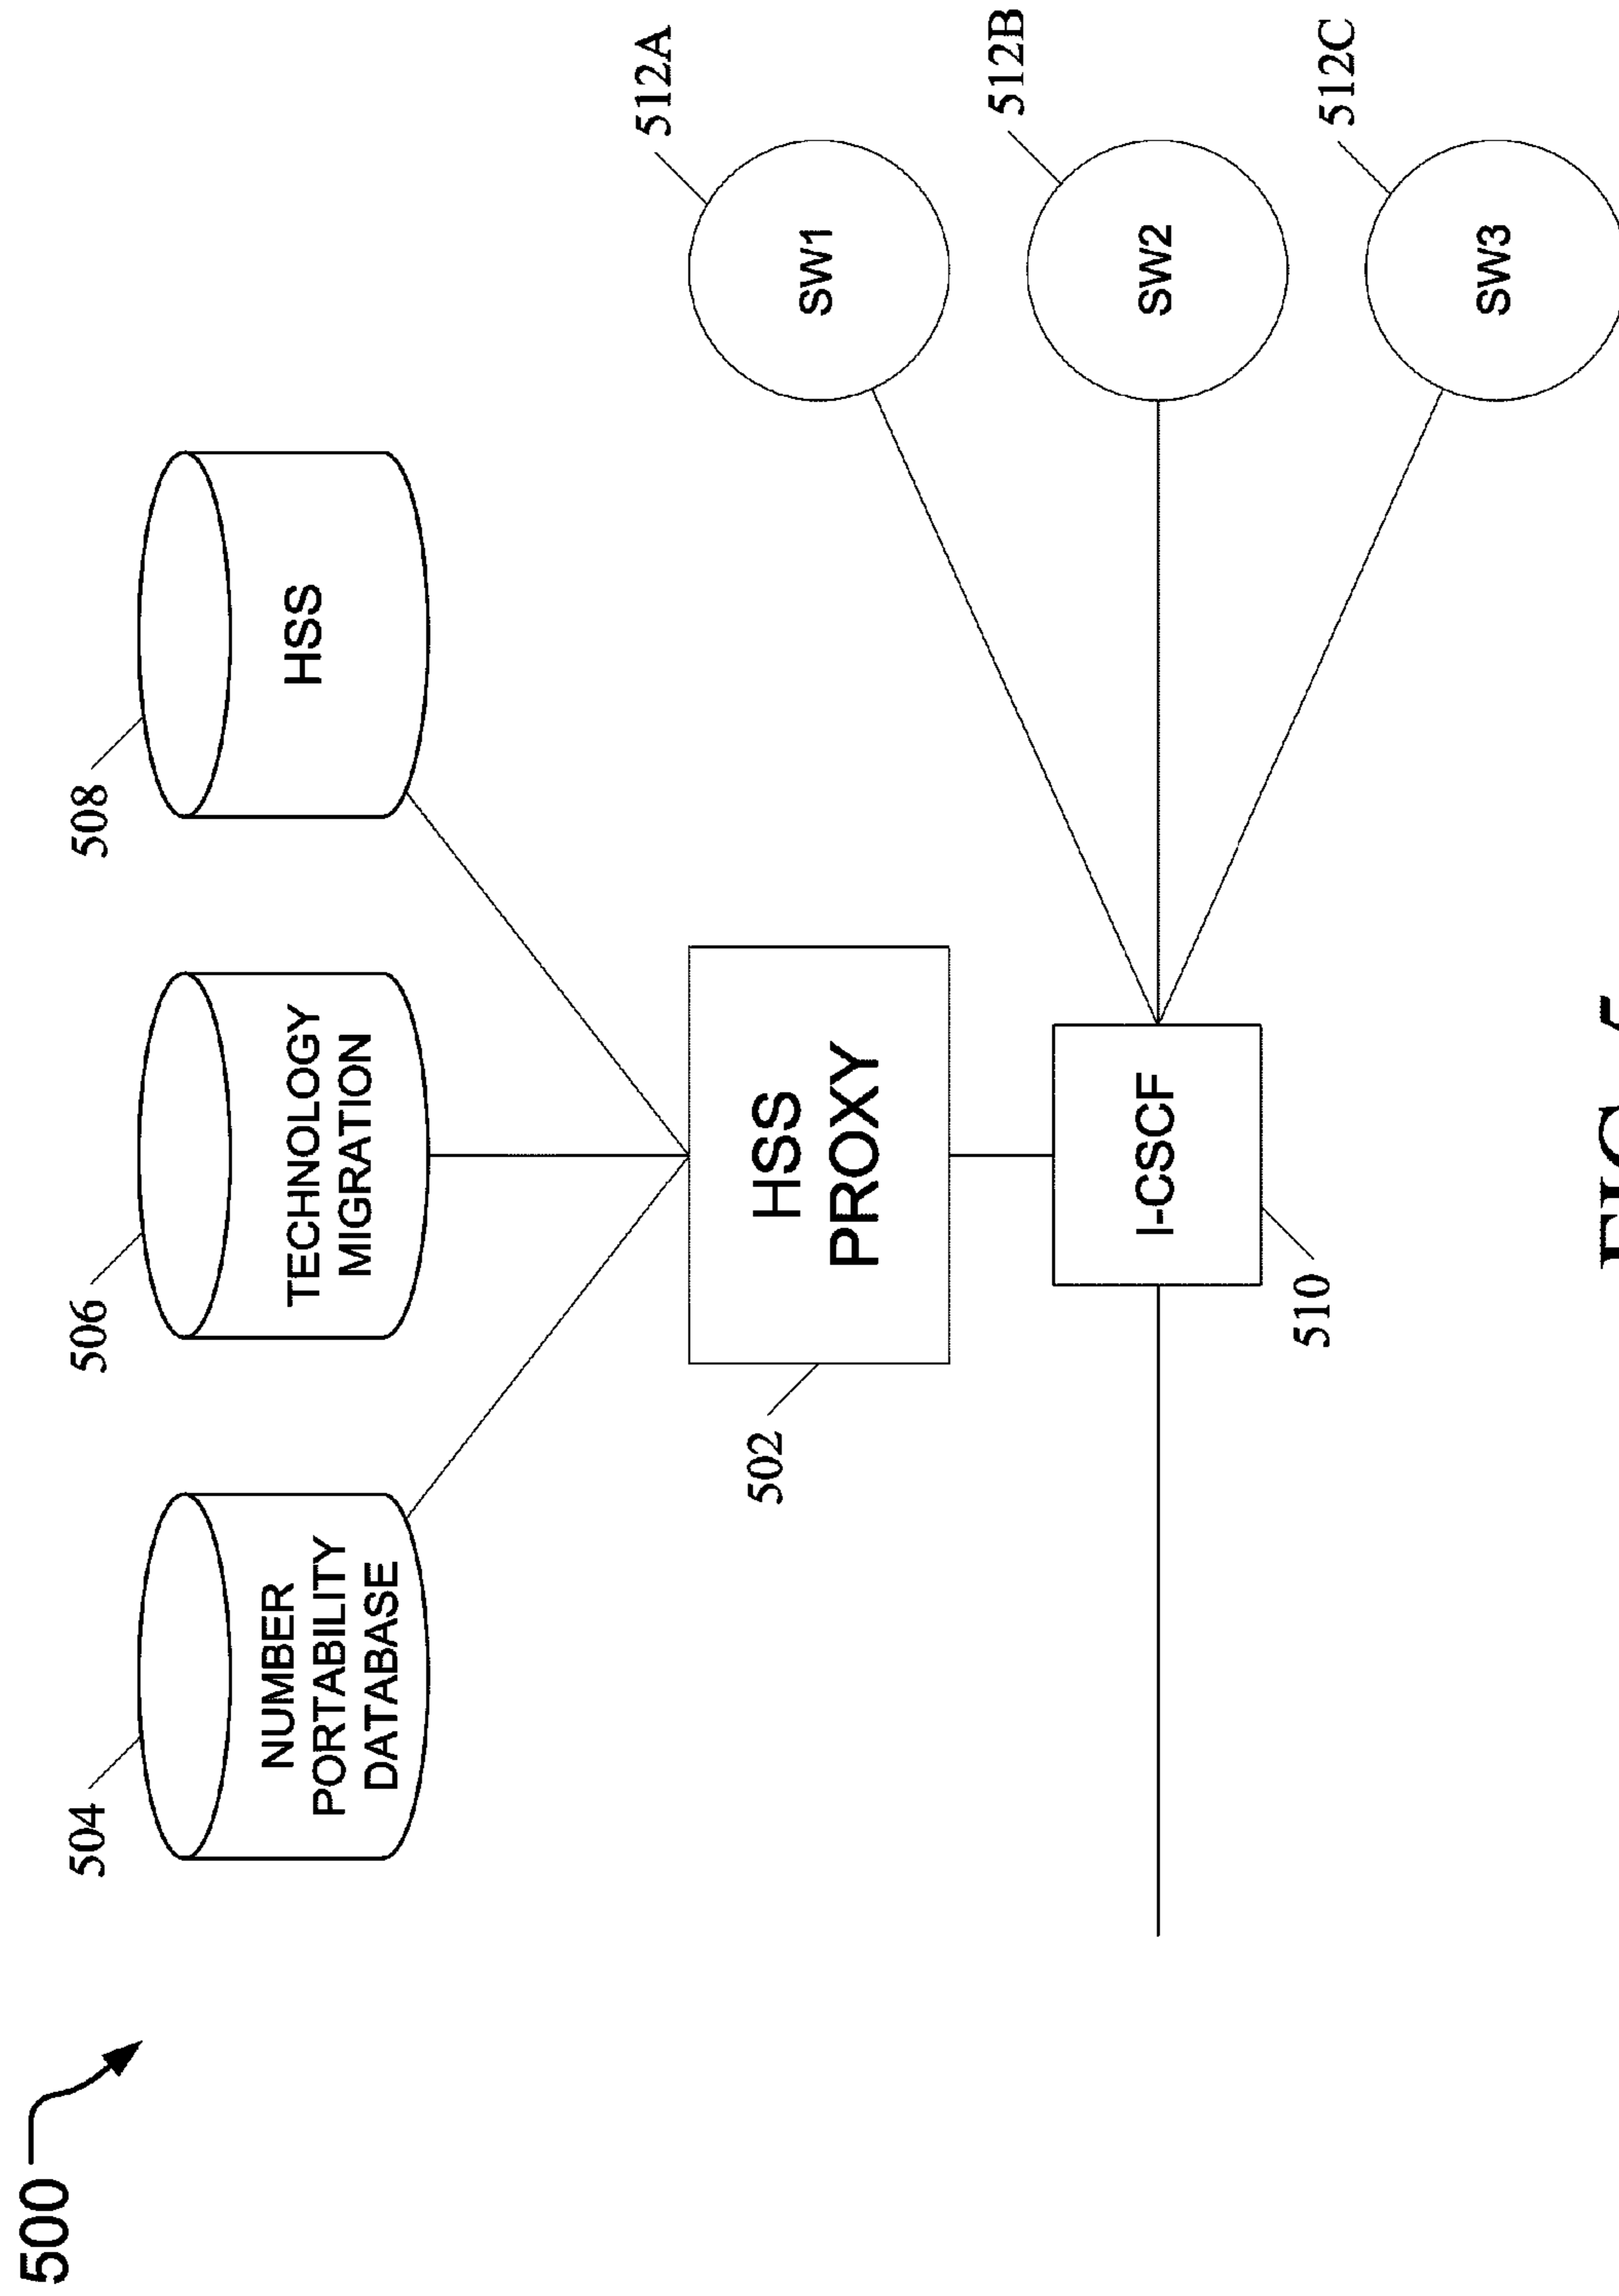 500
504
506
508
NUMBER
PORTABILITY
DATABASE
TECHNOLOGY
MIGRATION
HSS
502
HSS
PROXY
512A
SW1
512B
I-CSCF
SW2
510
512C
SW3